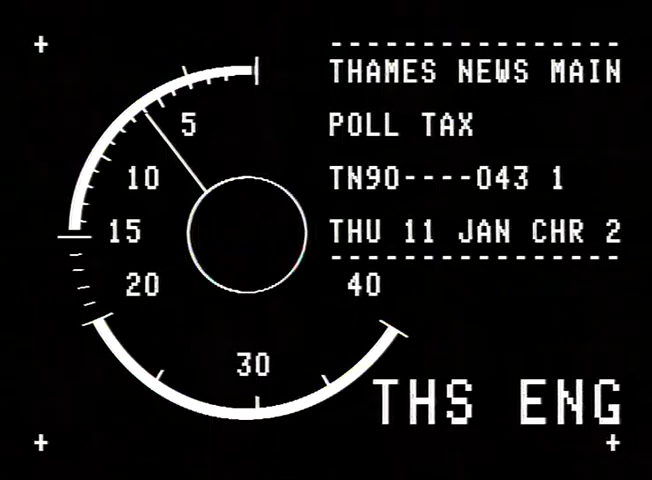 THAMES NEWS MAIN
POLL TAX
TN90----043 1
THU 11 JAN CHR 2
5
10
15
20
30
40
THS ENG